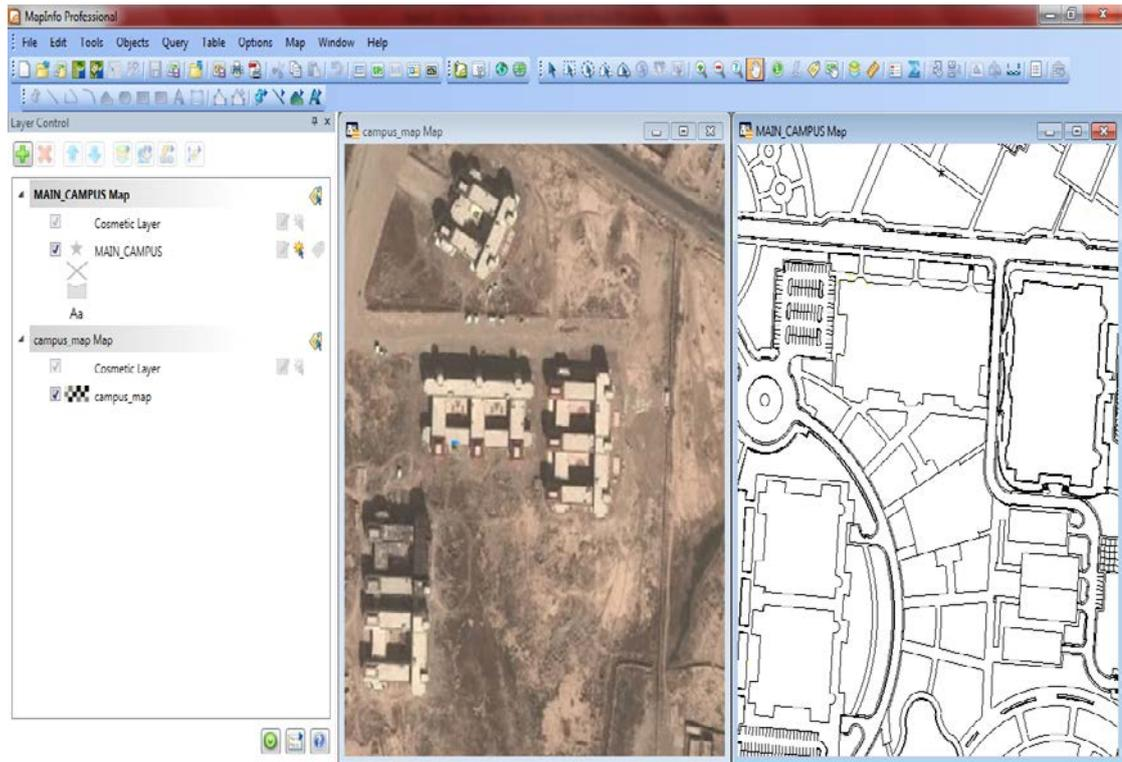 MapInfo Professional
File Edit Tools Objects Query Table Options Map Window Help
Layer Control
MAIN_CAMPUS Map
Cosmetic Layer
MAIN_CAMPUS
Aa
campus_map Map
Cosmetic Layer
campus_map
campus_map Map
MAIN_CAMPUS Map